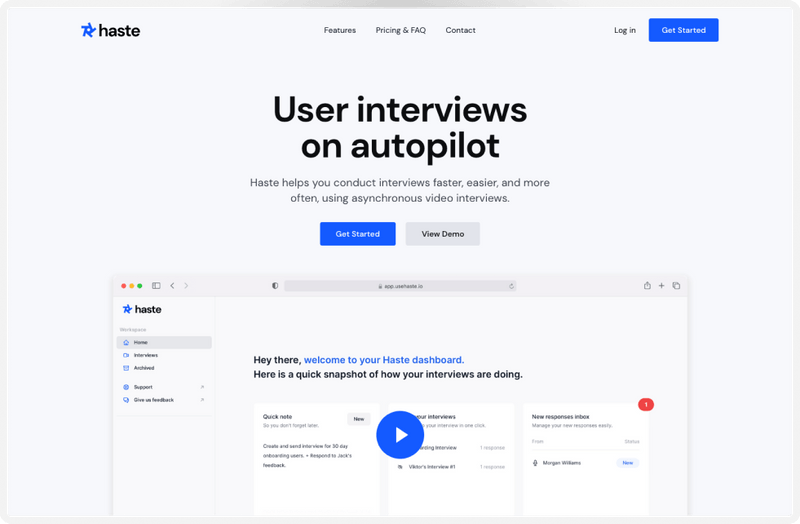 haste
Features
Pricing & FAQ
Contact
Log in
Get Started
User interviews
on autopilot
Haste helps you conduct interviews faster, easier, and more
often, using asynchronous video interviews.
Get Started
View Demo
app.usehaste.io
haste
Workspace
Home
Interviews
Archived
Support
Give us feedback
Hey there, welcome to your Haste dashboard.
Here is a quick snapshot of how your interviews are doing.
Quick note
New
So you don't forget later.
Create and send interview for 30 day
onboarding users. + Respond to Jack's
feedback.
our interviews
your interview in one click.
Interview
1 response
Viktor's Interview #1
1 response
1
New responses inbox
Manage your new responses easily.
From
Status
Morgan Williams
New